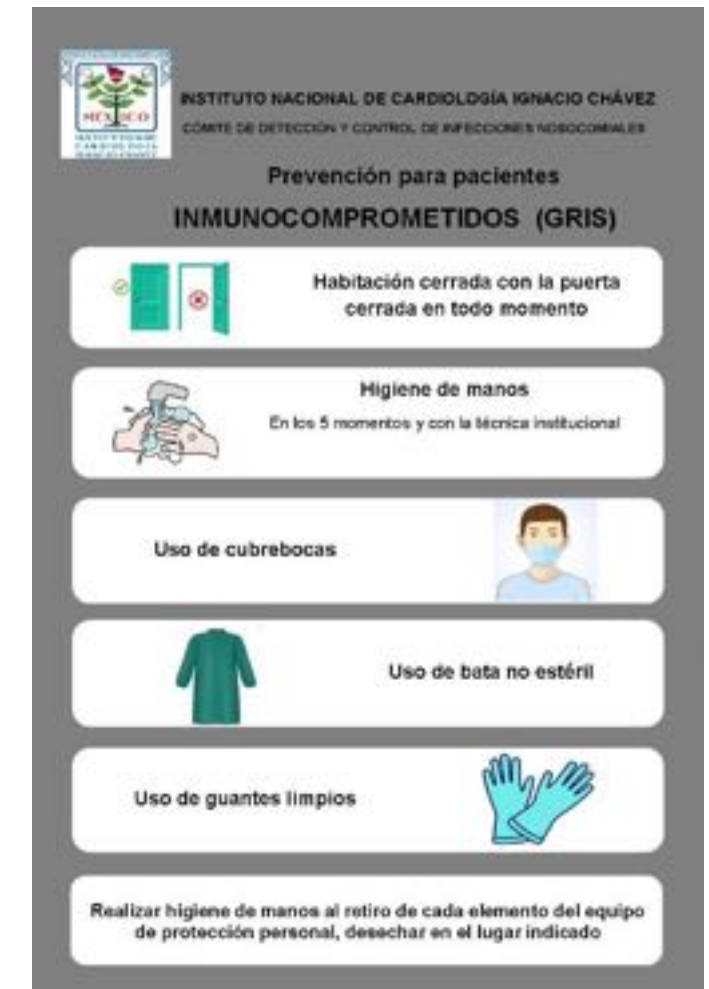 MÉXICO
INSTITUTO NACIONAL DE CARDIOLOGÍA IGNACIO CHÁVEZ
COMITE DE DETECCIÓN Y CONTROL DE INFECCIONES NOSOCOMIALES
Prevención para pacientes
INMUNOCOMPROMETIDOS (GRIS)
Habitación cerrada con la puerta
cerrada en todo momento
Higiene de manos
En los 5 momentos y con la técnica institucional
Uso de cubrebocas
Uso de bata no estéril
Uso de guantes limpios
Realizar higiene de manos al retiro de cada elemento del equipo
de protección personal, desechar en el lugar indicado